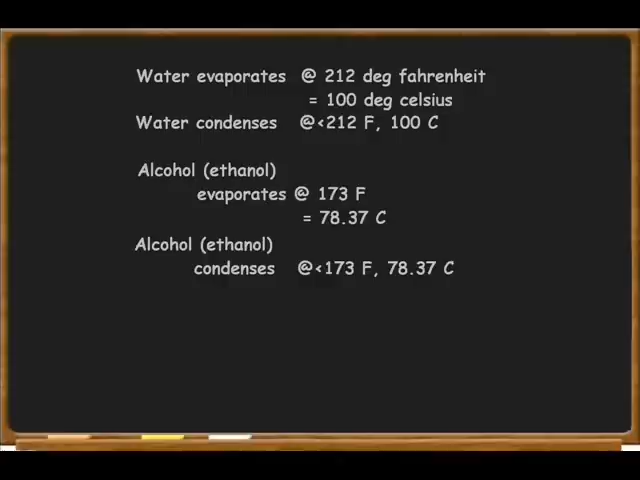 Water evaporates @ 212 deg fahrenheit
= 100 deg celsius
Water condenses @<212 F, 100 C
Alcohol (ethanol)
evaporates @ 173 F
= 78.37 C
Alcohol (ethanol)
condenses @<173 F, 78.37 C